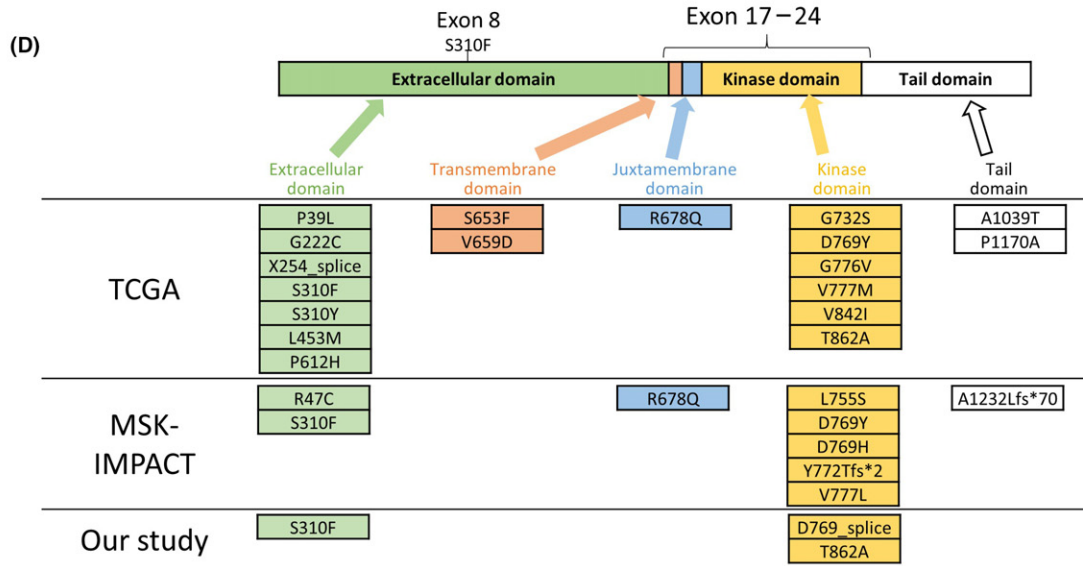 (D)
Exon 8
S310F
Exon 17–24
Extracellular domain
Kinase domain
Tail domain
Extracellular
domain
Transmembrane
domain
Juxtamembrane
domain
Kinase
domain
Tail
domain
TCGA
P39L
G222C
X254_splice
S310F
S310Y
L453M
P612H
S653F
V659D
R678Q
G732S
D769Y
G776V
V777M
V842I
T862A
A1039T
P1170A
MSK-
IMPACT
R47C
S310F
R678Q
L755S
D769Y
D769H
Y772Tfs*2
V777L
A1232Lfs*70
Our study
S310F
D769_splice
T862A